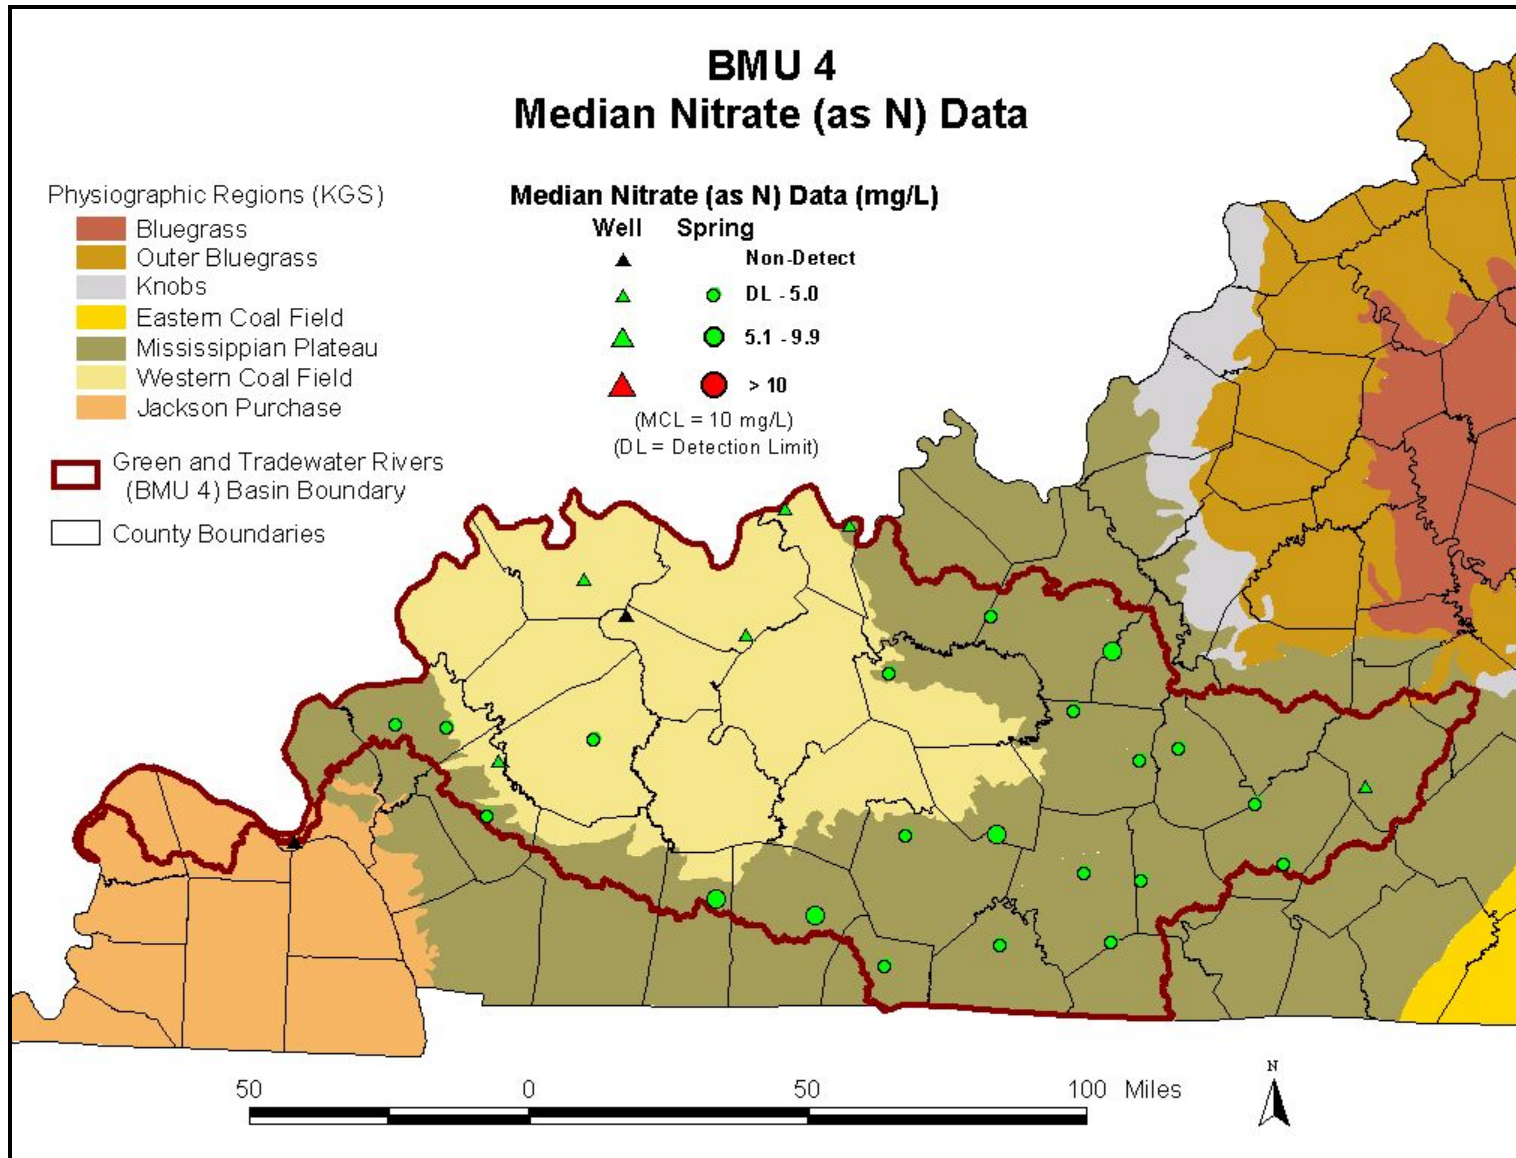 BMU 4
Median Nitrate (as N) Data
Physiographic Regions (KGS)
Bluegrass
Outer Bluegrass
Knobs
Eastern Coal Field
Mississippian Plateau
Western Coal Field
Jackson Purchase
Green and Tradewater Rivers
(BMU 4) Basin Boundary
County Boundaries
Median Nitrate (as N) Data (mg/L)
Well Spring
Non-Detect
DL - 5.0
5.1 - 9.9
> 10
(MCL = 10 mg/L)
(DL = Detection Limit)
50 0 50 100 Miles
N